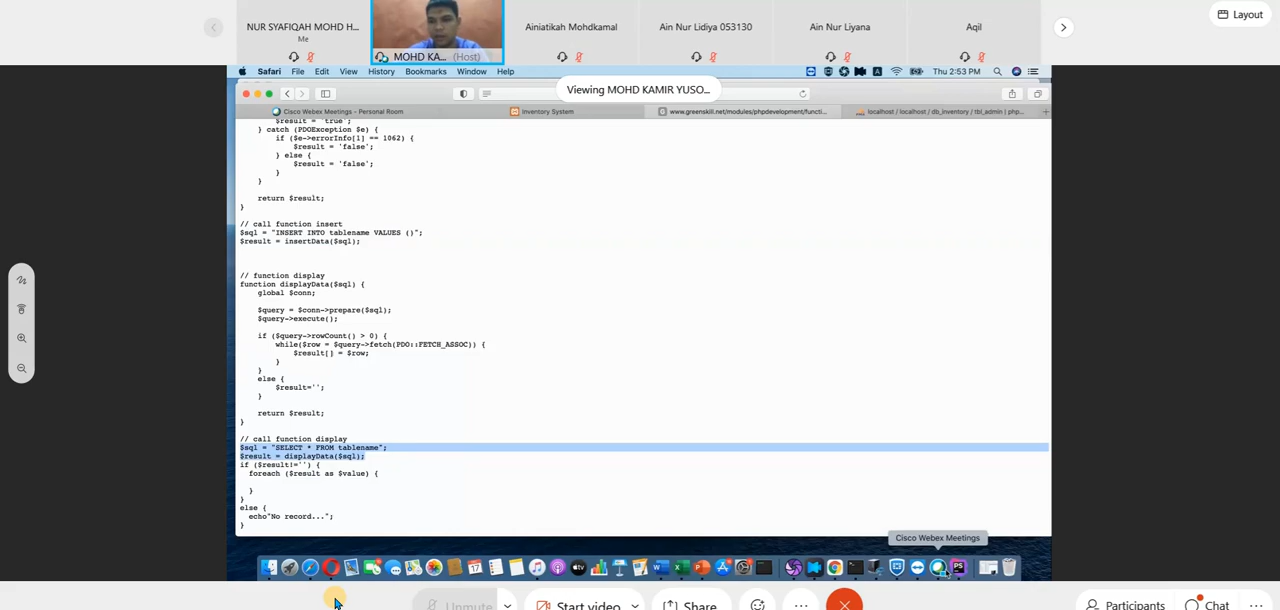 NUR SYAFIQAH MOHD H...
Me
MOHD KA... (Host)
Ainiatikah Mohdkamal
Ain Nur Lidiya 053130
Ain Nur Liyana
Aqil
Layout
Safari File Edit View History Bookmarks Window Help
Thu 2:53 PM
Viewing MOHD KAMIR YUSO...
Cisco Webex Meetings - Personal Room
Inventory System
www.greenskill.net/modules/phpdevelopment/functi...
localhost / localhost / db_inventory / tbl_admin | php...
$result = 'true';
} catch (PDOException $e) {
if ($e->errorInfo[1] == 1062) {
$result = 'false';
} else {
$result = 'false';
}
}
return $result;
}
// call function insert
$sql = "INSERT INTO tablename VALUES ()";
$result = insertData($sql);
// function display
function displayData($sql) {
global $conn;
$query = $conn->prepare($sql);
$query->execute();
if ($query->rowCount() > 0) {
while($row = $query->fetch(PDO::FETCH_ASSOC)) {
$result[] = $row;
}
}
else {
$result='';
}
return $result;
}
// call function display
$sql = "SELECT * FROM tablename";
$result = displayData($sql);
if ($result!='') {
foreach ($result as $value) {
}
}
else {
echo"No record...";
}
Cisco Webex Meetings
Unmute
Start video
Share
Participants
Chat